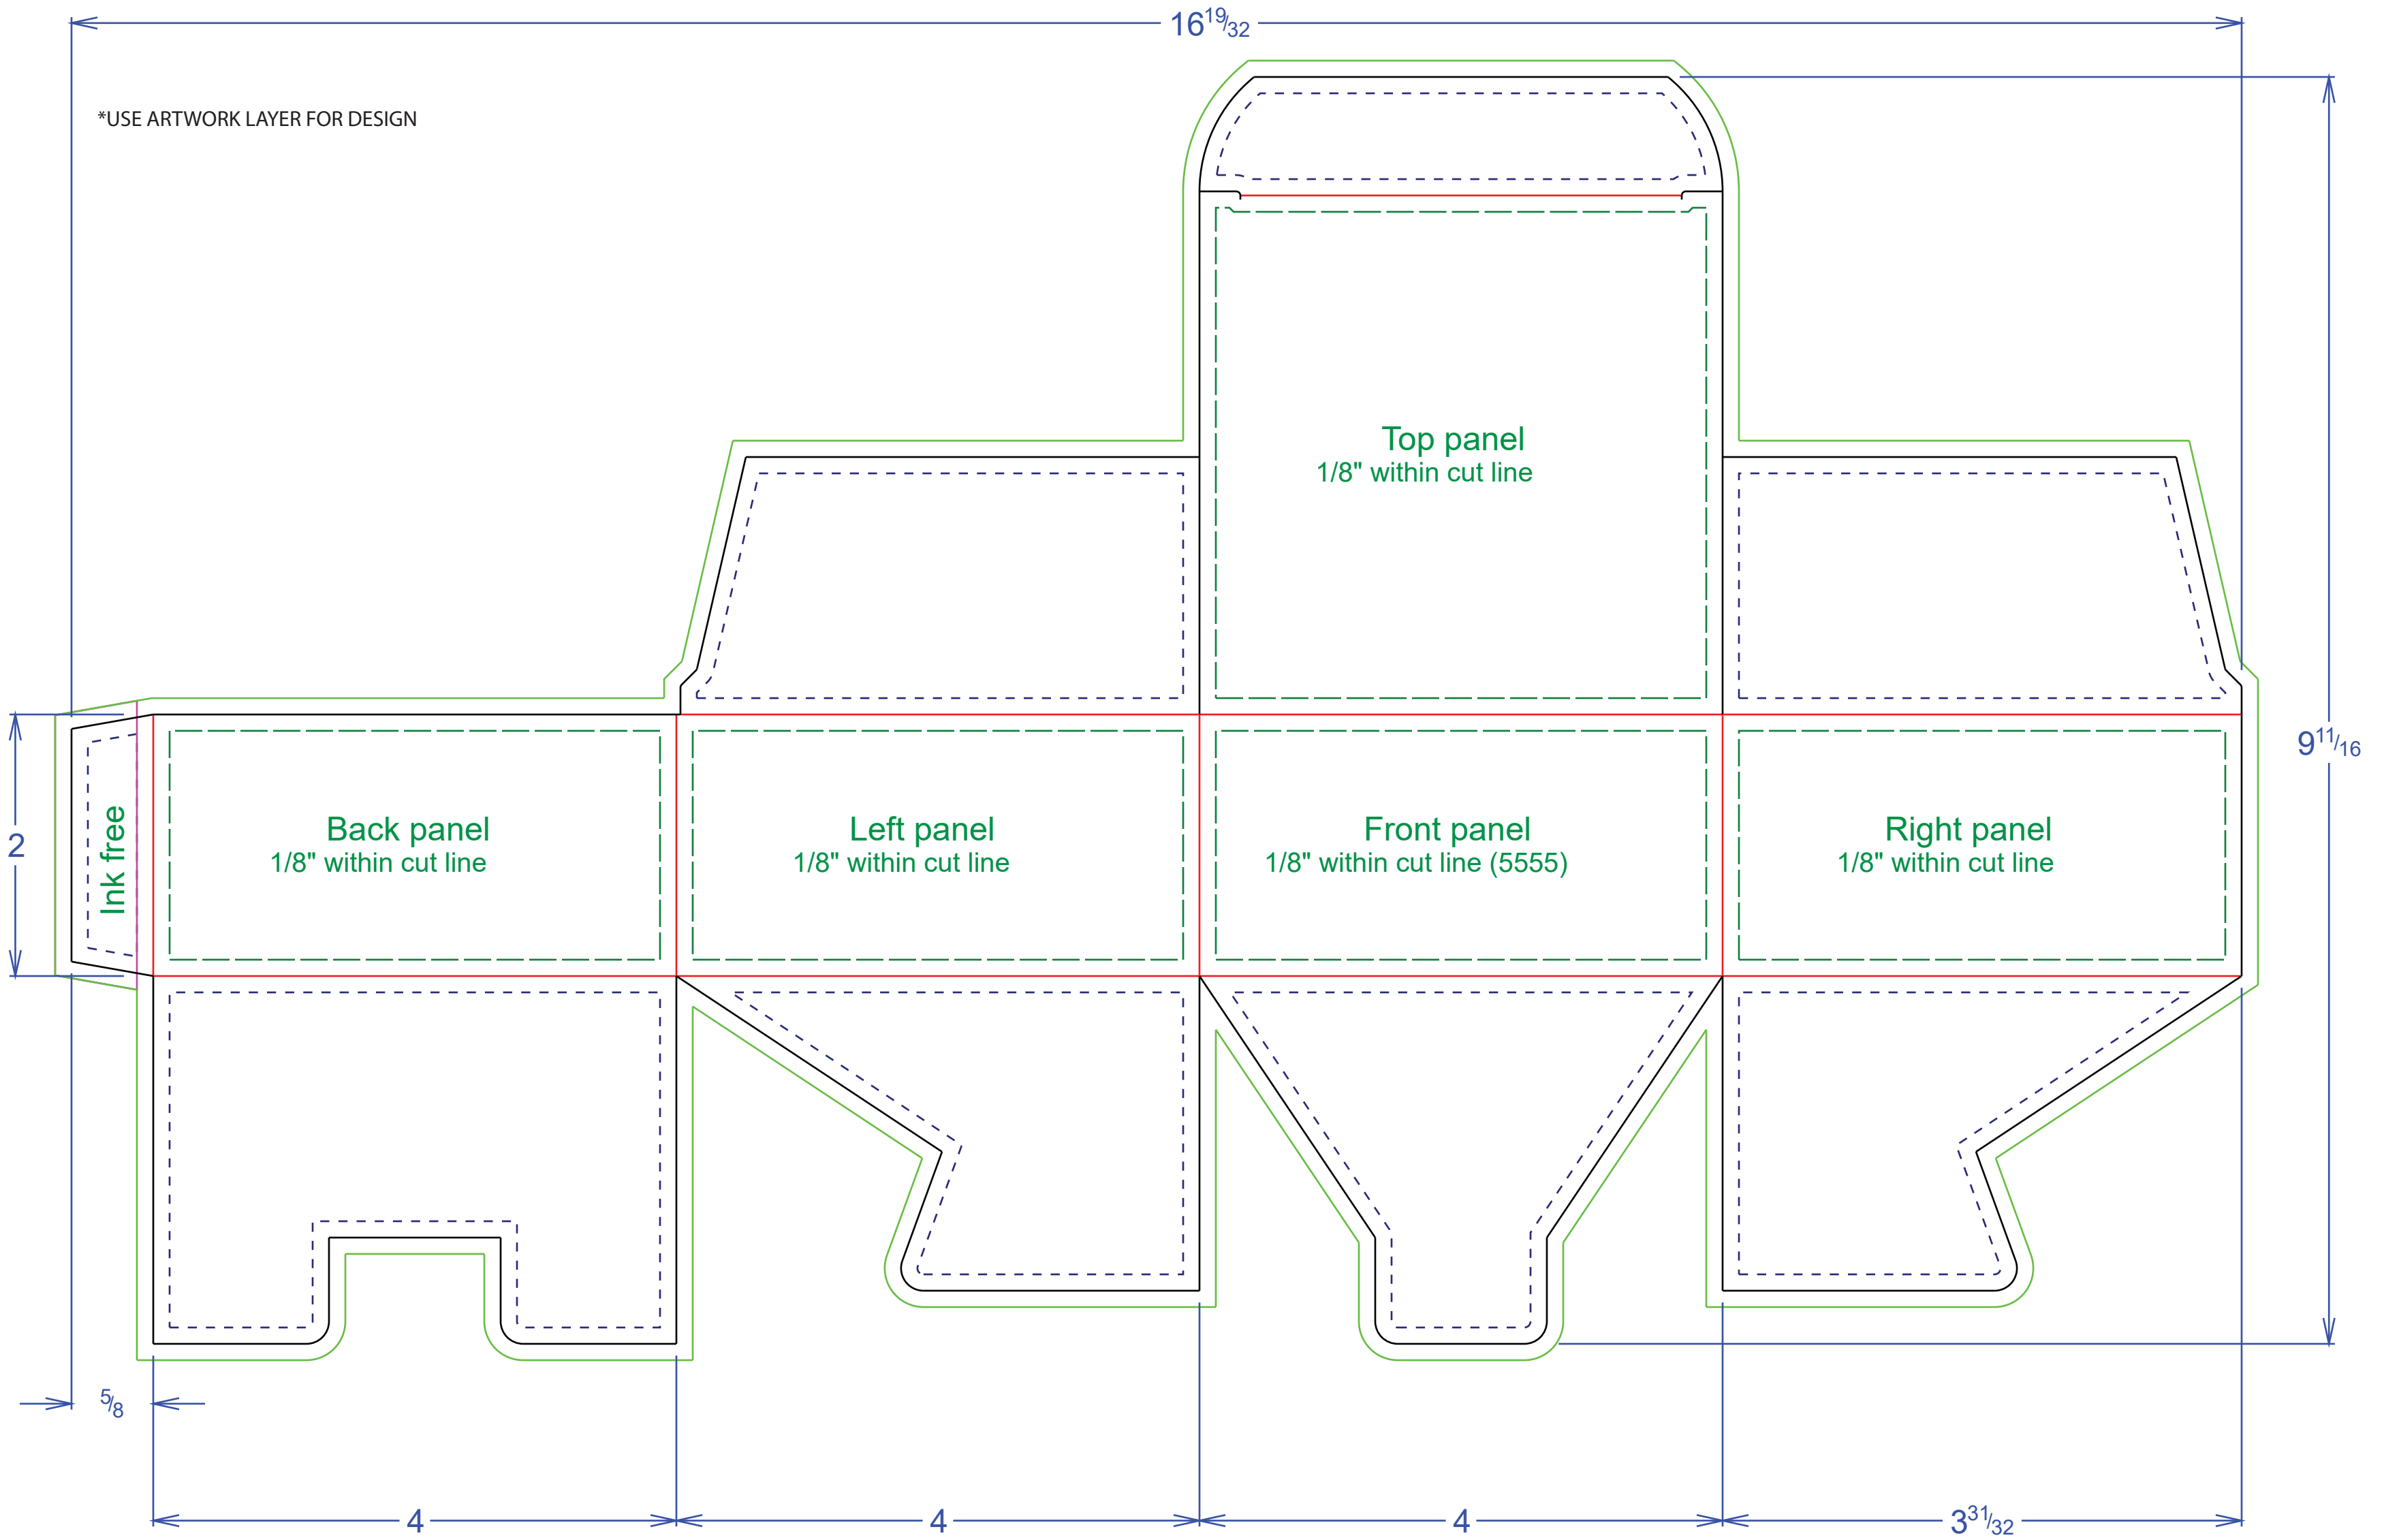 16 19/32
*USE ARTWORK LAYER FOR DESIGN
Top panel
1/8" within cut line
9 11/16
2
Ink free
Back panel
1/8" within cut line
Left panel
1/8" within cut line
Front panel
1/8" within cut line (5555)
Right panel
1/8" within cut line
5/8
4
4
4
3 31/32